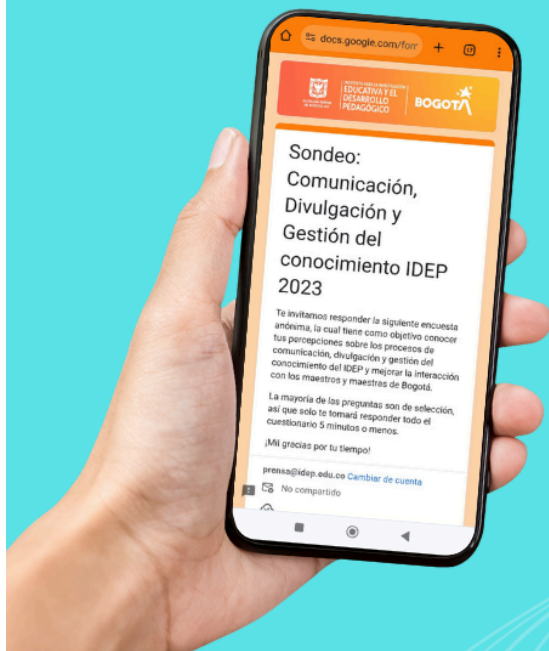 docs.google.com/forr
INSTITUTO PARA LA INVESTIGACIÓN
EDUCATIVA Y EL
DESARROLLO
PEDAGÓGICO
BOGOTÁ
Sondeo:
Comunicación,
Divulgación y
Gestión del
conocimiento IDEP
2023
Te invitamos responder la siguiente encuesta
anónima, la cual tiene como objetivo conocer
tus percepciones sobre los procesos de
comunicación, divulgación y gestión del
conocimiento del IDEP y mejorar la interacción
con los maestros y maestras de Bogotá.
La mayoría de las preguntas son de selección,
así que solo te tomará responder todo el
cuestionario 5 minutos o menos.
¡Mil gracias por tu tiempo!
prensa@idep.edu.co Cambiar de cuenta
No compartido